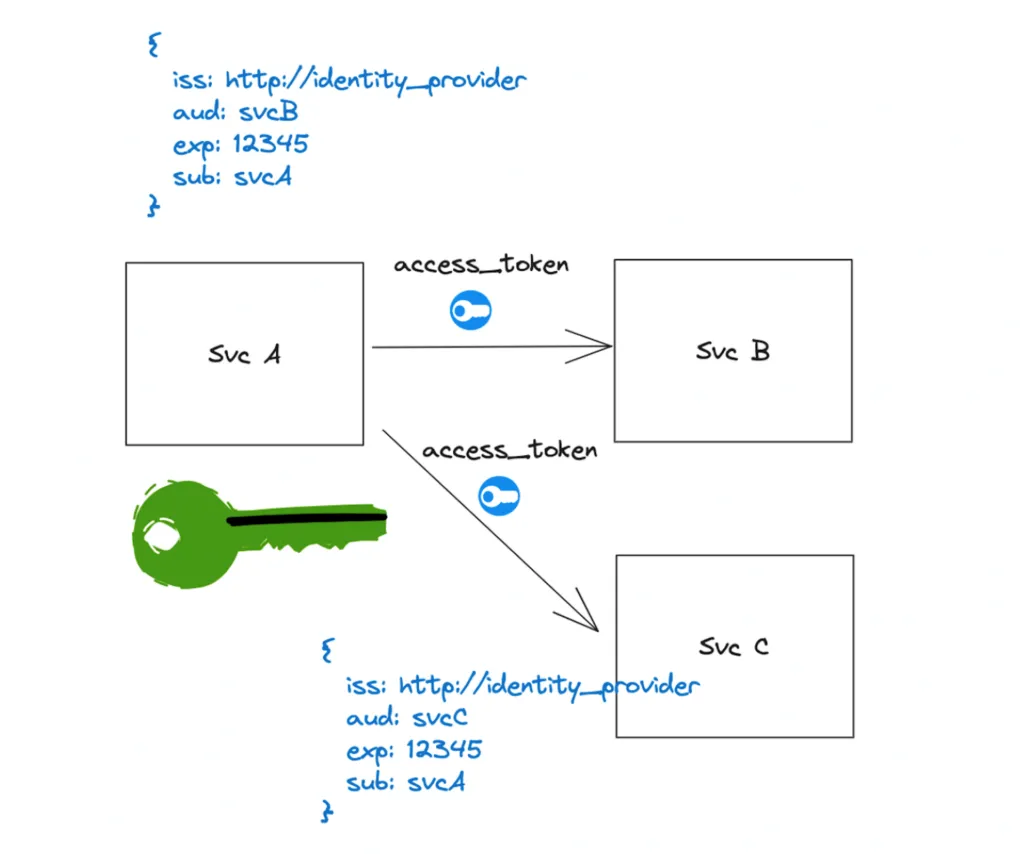 {
iss: http://identity_provider
aud: svcB
exp: 12345
sub: svcA
}
access_token
Svc A
Svc B
access_token
Svc C
{
iss: http://identity_provider
aud: svcC
exp: 12345
sub: svcA
}